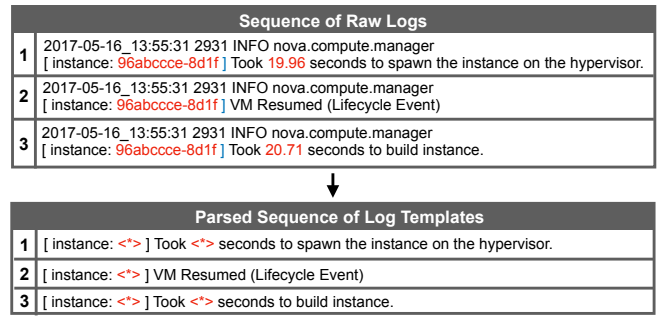 Sequence of Raw Logs
1
2017-05-16_13:55:31 2931 INFO nova.compute.manager
[ instance: 96abccce-8d1f ] Took 19.96 seconds to spawn the instance on the hypervisor.
2
2017-05-16_13:55:31 2931 INFO nova.compute.manager
[ instance: 96abccce-8d1f ] VM Resumed (Lifecycle Event)
3
2017-05-16_13:55:31 2931 INFO nova.compute.manager
[ instance: 96abccce-8d1f ] Took 20.71 seconds to build instance.
Parsed Sequence of Log Templates
1 [ instance: <*> ] Took <*> seconds to spawn the instance on the hypervisor.
2 [ instance: <*> ] VM Resumed (Lifecycle Event)
3 [ instance: <*> ] Took <*> seconds to build instance.